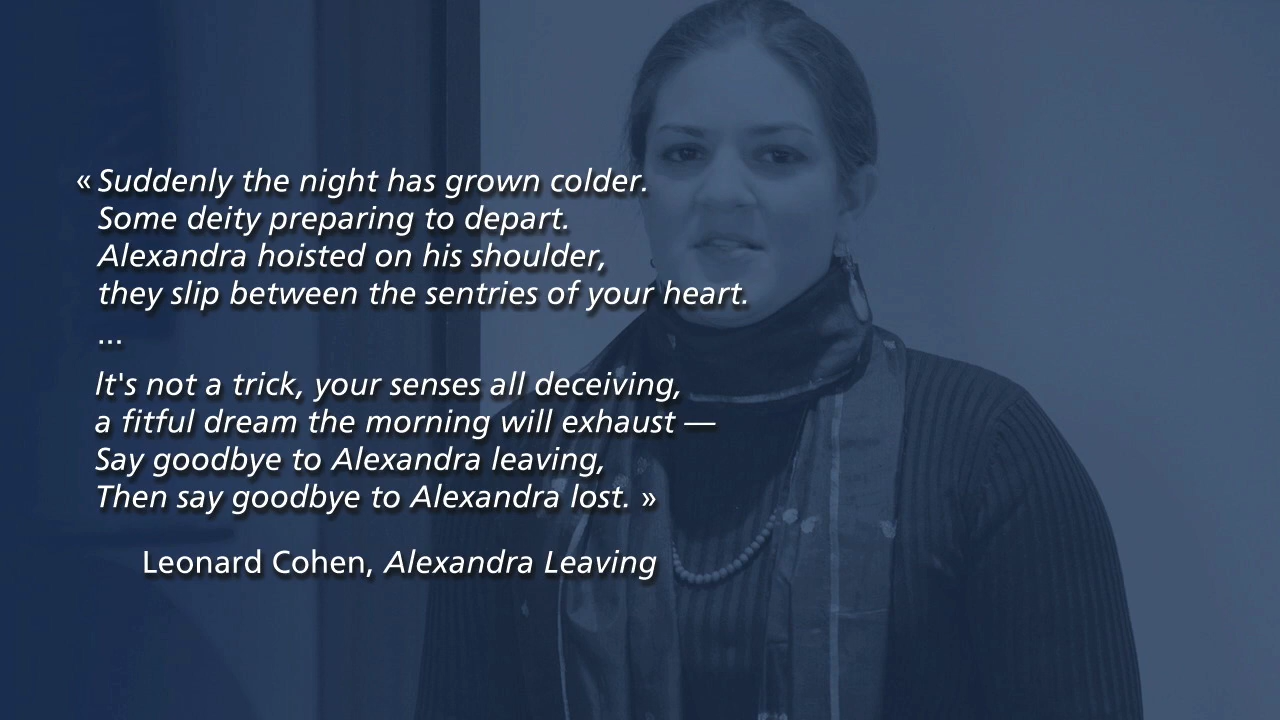 « Suddenly the night has grown colder.
Some deity preparing to depart.
Alexandra hoisted on his shoulder,
they slip between the sentries of your heart.
...
It's not a trick, your senses all deceiving,
a fitful dream the morning will exhaust —
Say goodbye to Alexandra leaving,
Then say goodbye to Alexandra lost. »
Leonard Cohen, Alexandra Leaving